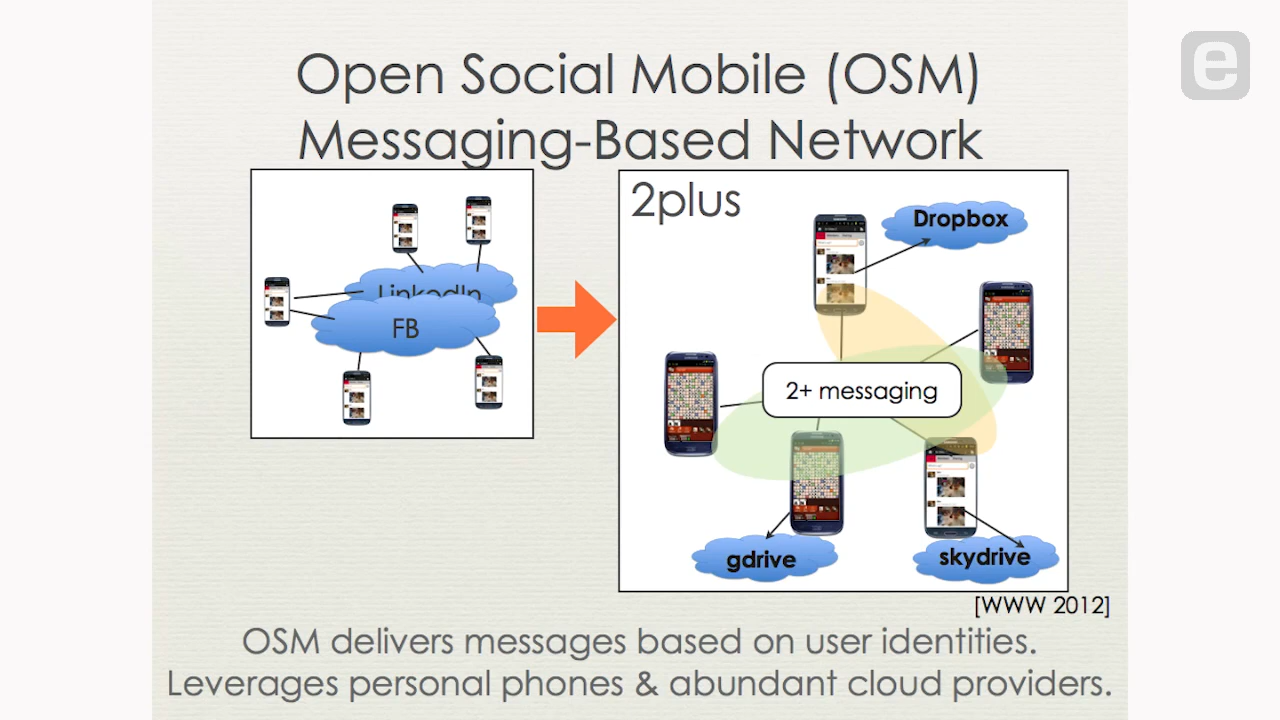 e
Open Social Mobile (OSM)
Messaging-Based Network
LinkedIn
FB
2plus
Dropbox
2+ messaging
gdrive
skydrive
[WWW 2012]
OSM delivers messages based on user identities.
Leverages personal phones & abundant cloud providers.